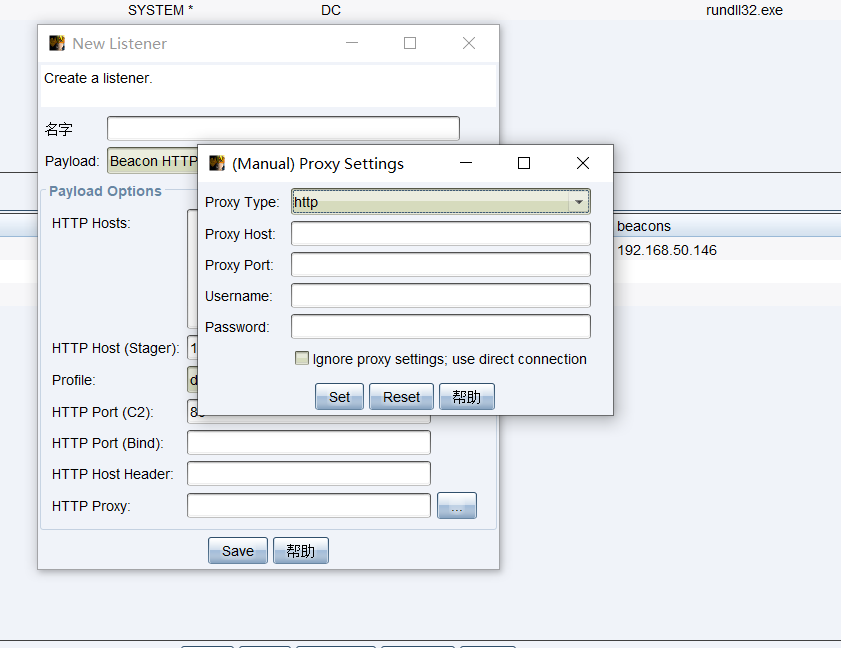 SYSTEM * DC rundll32.exe
New Listener
Create a listener.
名字
Payload: Beacon HTTP
Payload Options
HTTP Hosts:
HTTP Host (Stager): 1
Profile: d
HTTP Port (C2): 8
HTTP Port (Bind):
HTTP Host Header:
HTTP Proxy: ...
Save 帮助
(Manual) Proxy Settings
Proxy Type: http
Proxy Host:
Proxy Port:
Username:
Password:
Ignore proxy settings; use direct connection
Set Reset 帮助
beacons
192.168.50.146